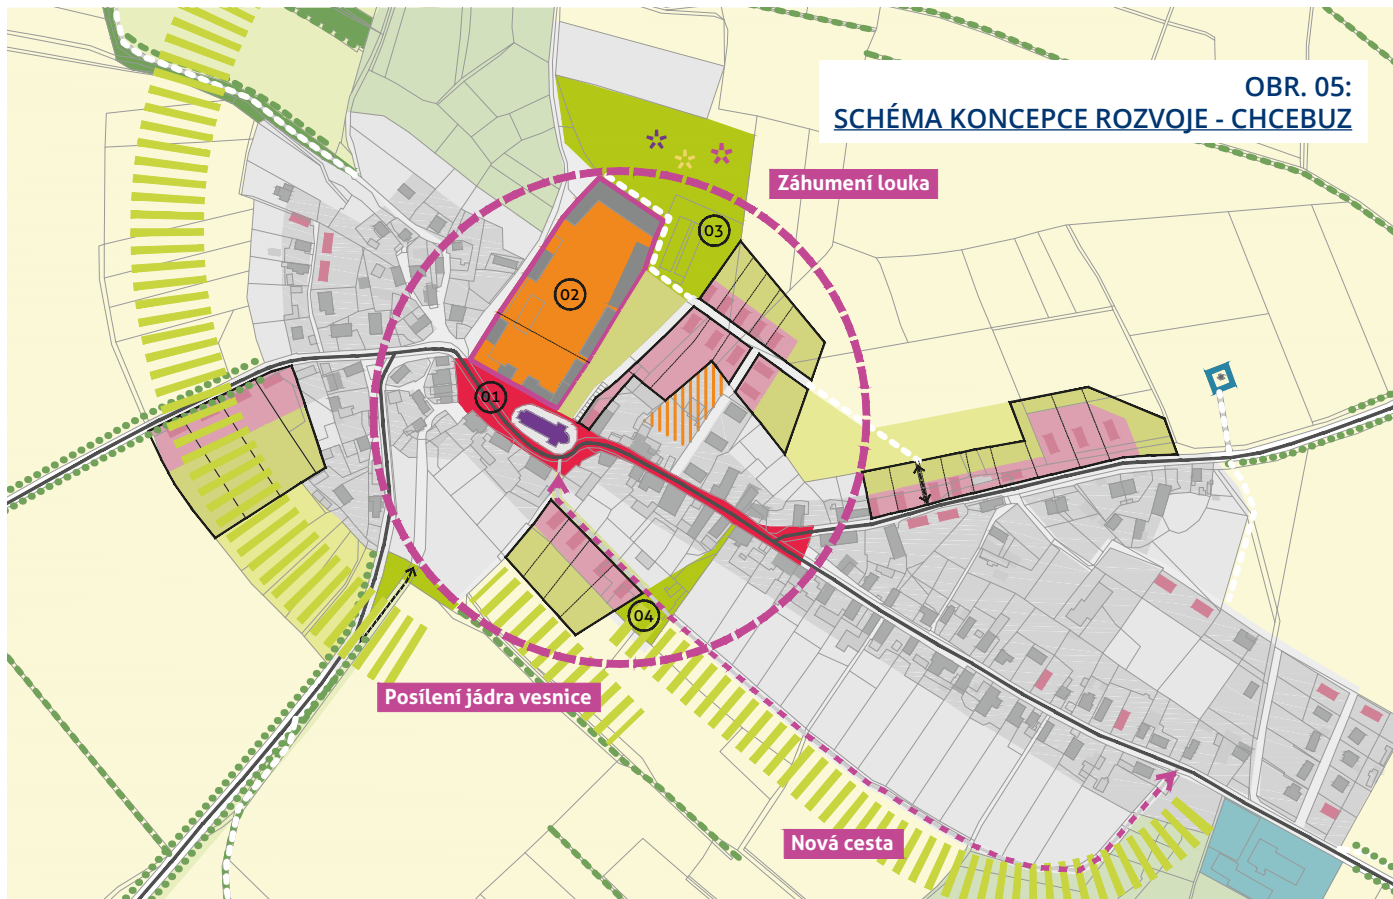 OBR. 05:
SCHÉMA KONCEPCE ROZVOJE - CHCEBUZ
Záhumení louka
03
02
01
04
Posílení jádra vesnice
Nová cesta